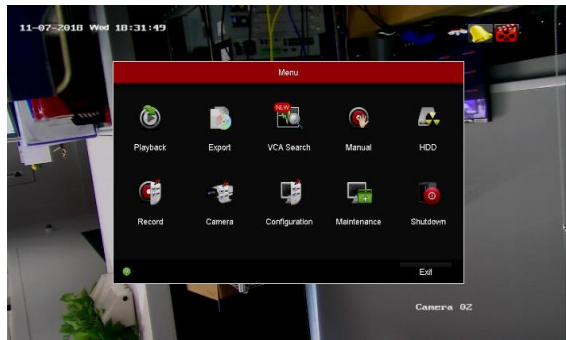 11-07-2018 Wed 18:31:49
Menu
NEW
Playback Export VCA Search Manual HDD
Record Camera Configuration Maintenance Shutdown
Exit
Camera 02